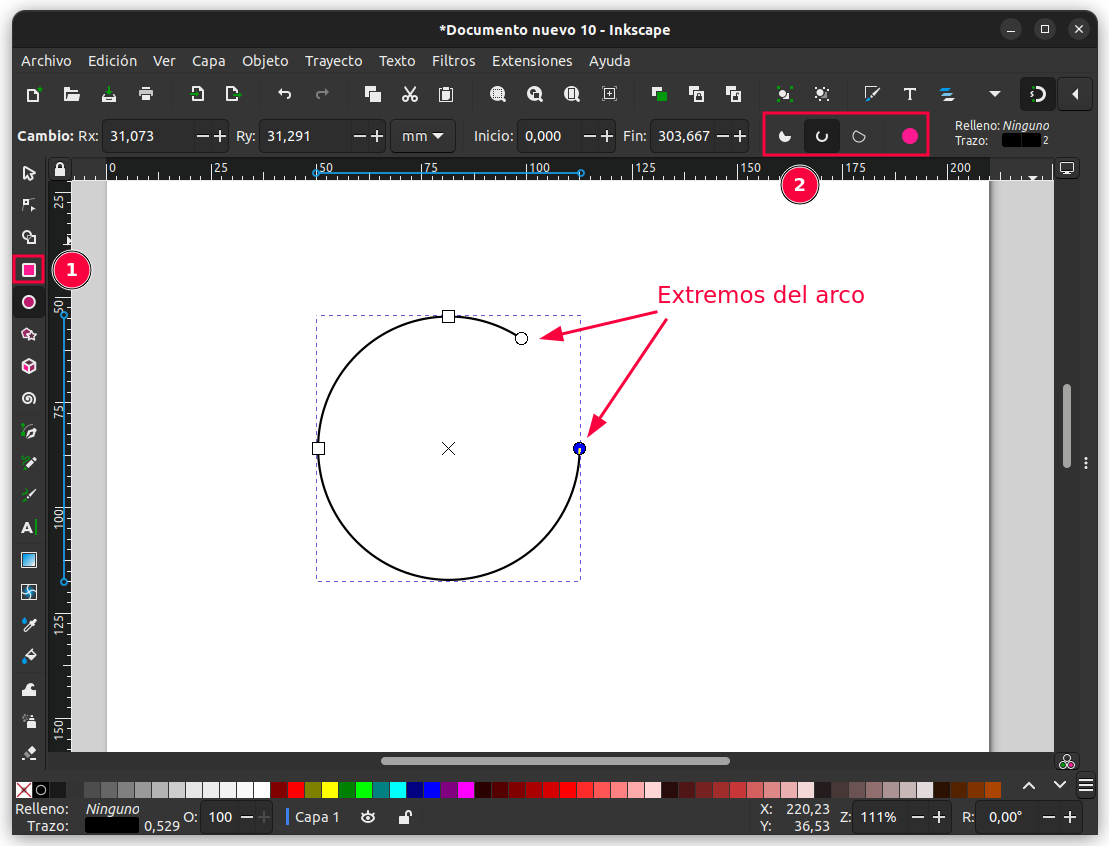 *Documento nuevo 10 - Inkscape
Archivo Edición Ver Capa Objeto Trayecto Texto Filtros Extensiones Ayuda
Cambio: Rx: 31,073 Ry: 31,291 mm Inicio: 0,000 Fin: 303,667
Relleno: Ninguno
Trazo: 2
0 50 75 100 125 150 175 200
2
25
1
50
Extremos del arco
75
100
125
150
Relleno: Ninguno
Trazo: 0,529
O: 100
Capa 1
X: 220,23
Y: 36,53
Z: 111%
R: 0,00°